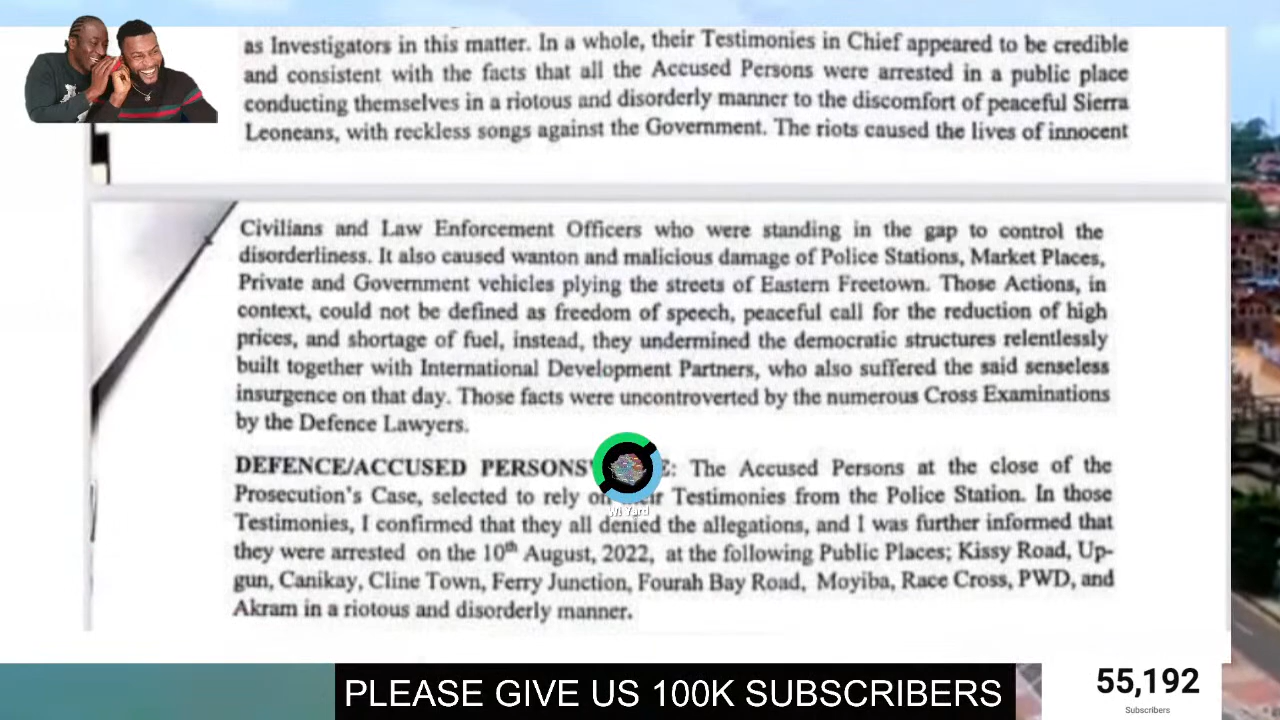 as Investigators in this matter. In a whole, their Testimonies in Chief appeared to be credible
and consistent with the facts that all the Accused Persons were arrested in a public place
conducting themselves in a riotous and disorderly manner to the discomfort of peaceful Sierra
Leoneans, with reckless songs against the Government. The riots caused the lives of innocent
Civilians and Law Enforcement Officers who were standing in the gap to control the
disorderliness. It also caused wanton and malicious damage of Police Stations, Market Places,
Private and Government vehicles plying the streets of Eastern Freetown. Those Actions, in
context, could not be defined as freedom of speech, peaceful call for the reduction of high
prices, and shortage of fuel, instead, they undermined the democratic structures relentlessly
built together with International Development Partners, who also suffered the said senseless
insurgence on that day. Those facts were uncontroverted by the numerous Cross Examinations
by the Defence Lawyers.
DEFENCE/ACCUSED PERSONS' : The Accused Persons at the close of the
Prosecution's Case, selected to rely on Testimonies from the Police Station. In those
Testimonies, I confirmed that they all denied the allegations, and I was further informed that
they were arrested on the 10th August, 2022, at the following Public Places; Kissy Road, Up-
gun, Canikay, Cline Town, Ferry Junction, Fourah Bay Road, Moyiba, Race Cross, PWD, and
Akram in a riotous and disorderly manner.
Wi Yard
PLEASE GIVE US 100K SUBSCRIBERS
55,192
Subscribers